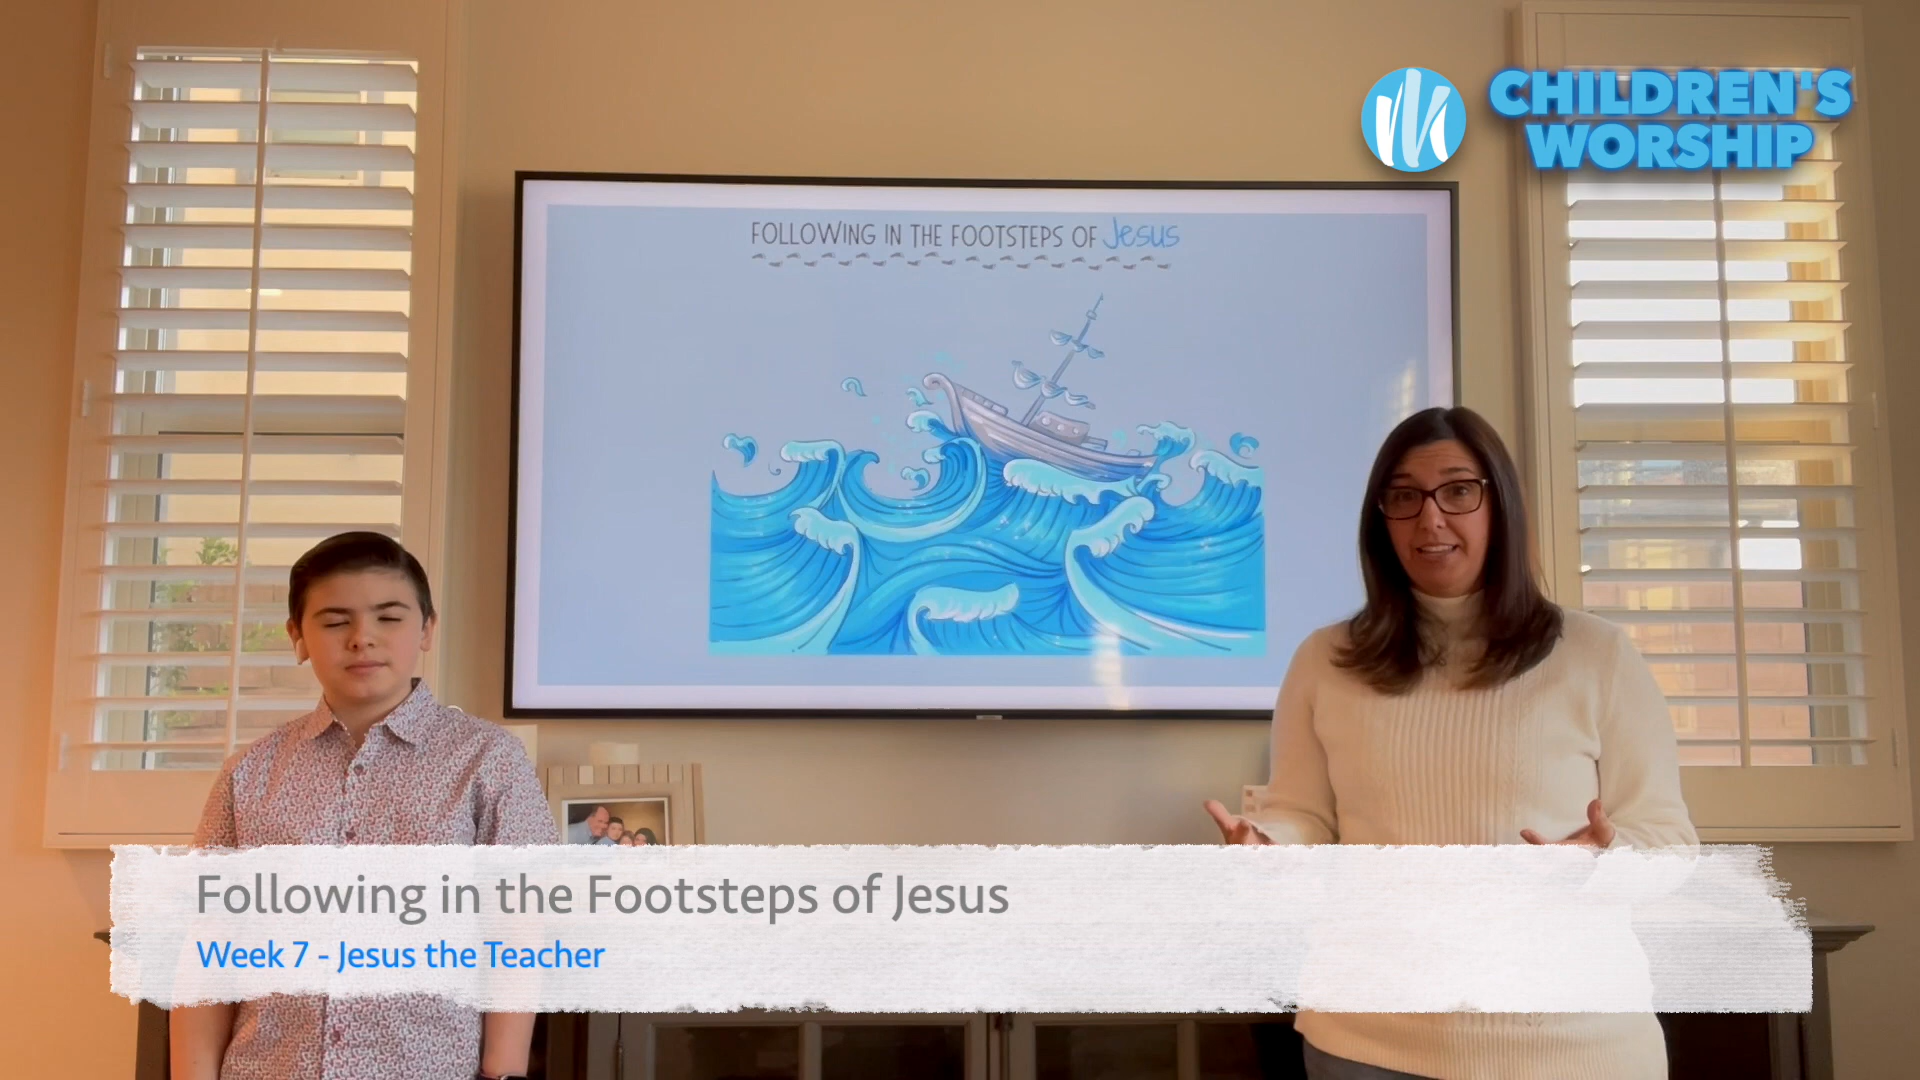 CHILDREN'S
WORSHIP
FOLLOWING IN THE FOOTSTEPS OF Jesus
Following in the Footsteps of Jesus
Week 7 - Jesus the Teacher